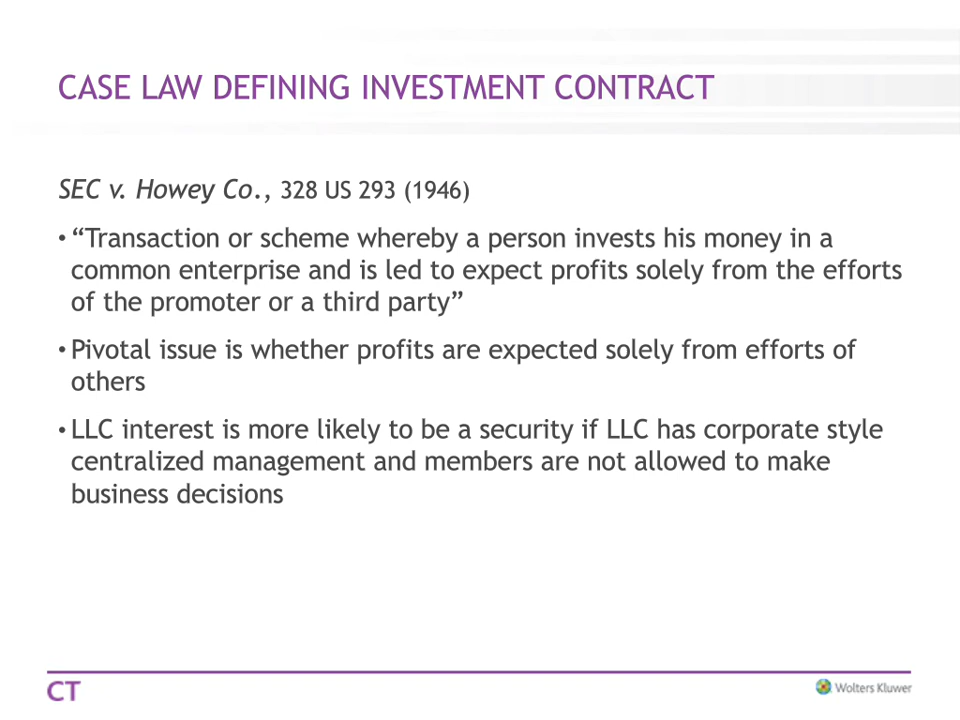 CASE LAW DEFINING INVESTMENT CONTRACT
SEC v. Howey Co., 328 US 293 (1946)
• “Transaction or scheme whereby a person invests his money in a
common enterprise and is led to expect profits solely from the efforts
of the promoter or a third party”
• Pivotal issue is whether profits are expected solely from efforts of
others
• LLC interest is more likely to be a security if LLC has corporate style
centralized management and members are not allowed to make
business decisions
CT
Wolters Kluwer